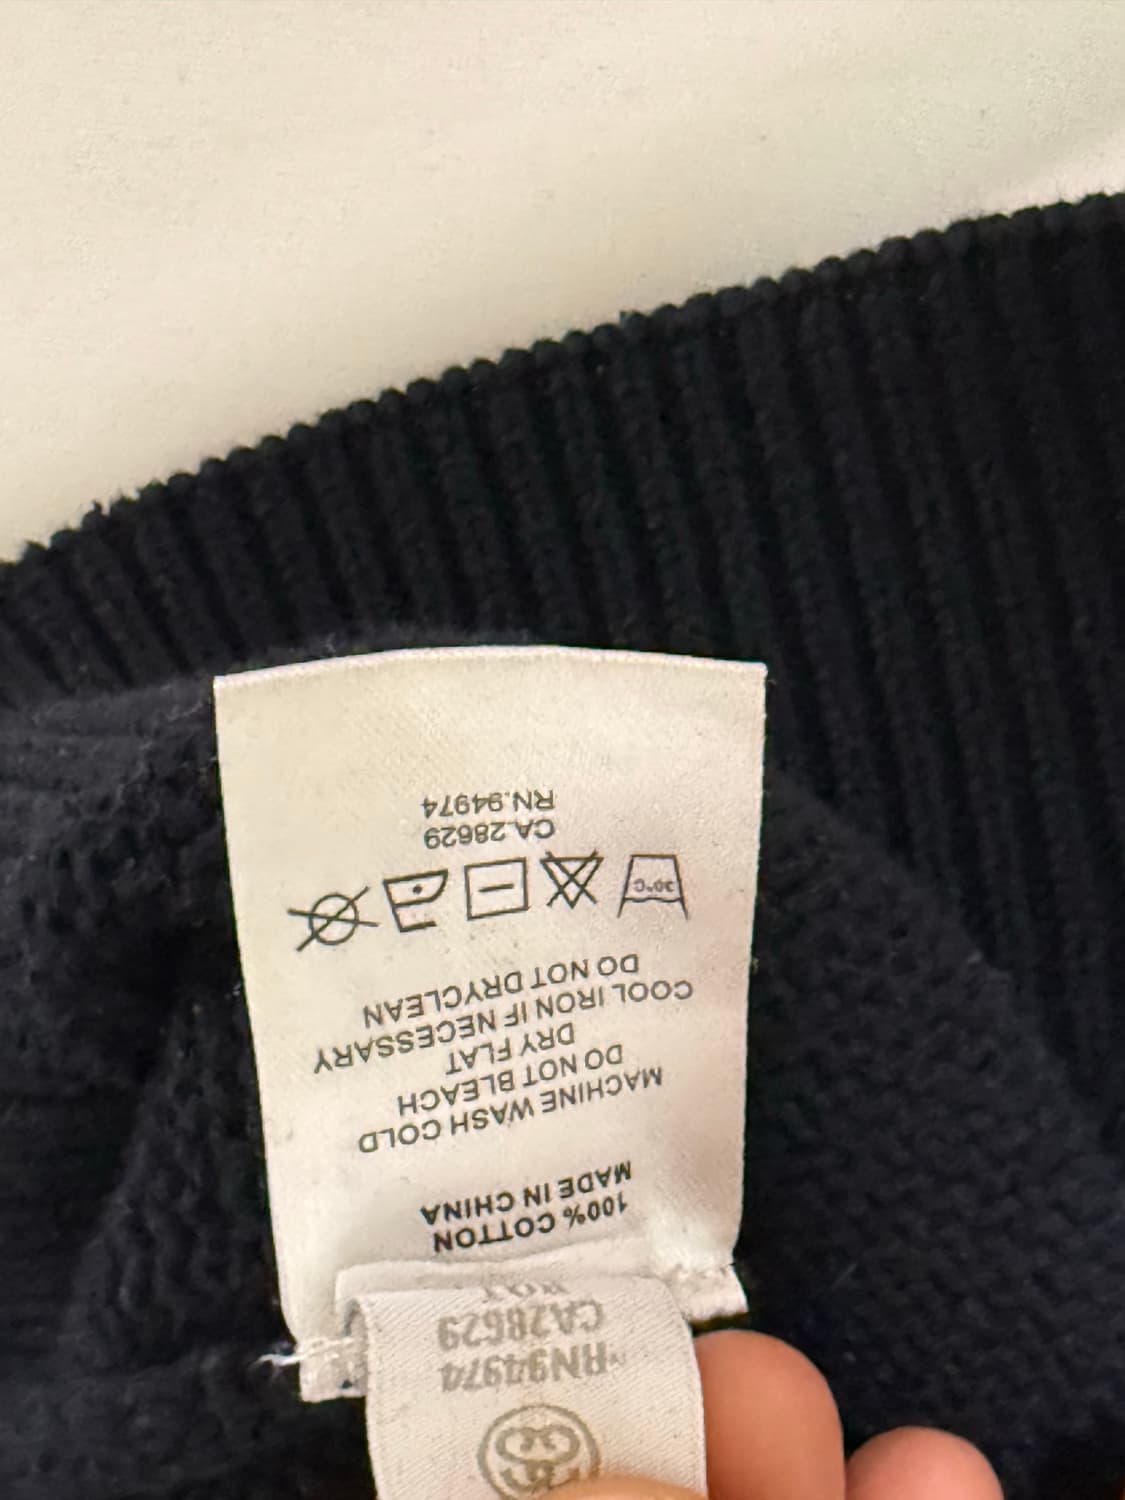 RN94974
CA28629
100% COTTON
MADE IN CHINA
MACHINE WASH COLD
DO NOT BLEACH
DRY FLAT
COOL IRON IF NECESSARY
DO NOT DRYCLEAN
30°C
CA.28629
RN.94974